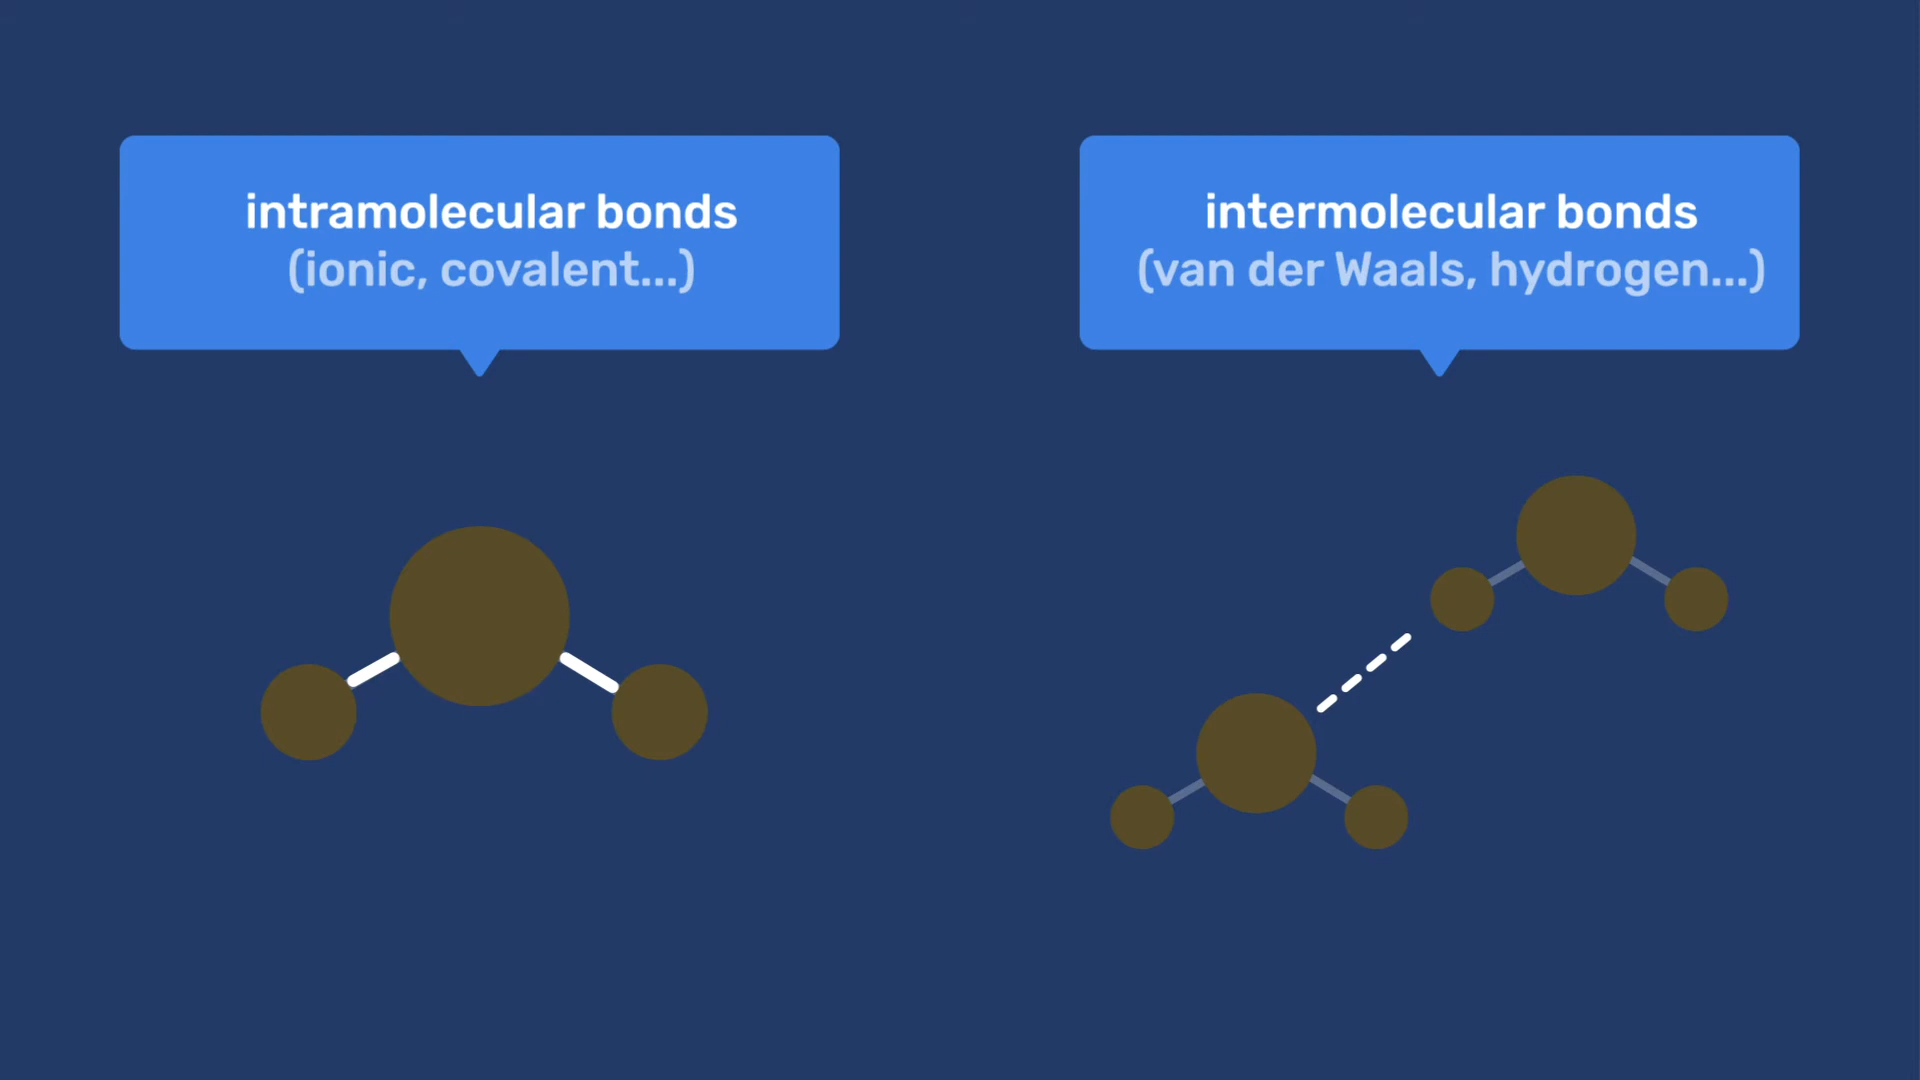 intramolecular bonds
(ionic, covalent...)
intermolecular bonds
(van der Waals, hydrogen...)